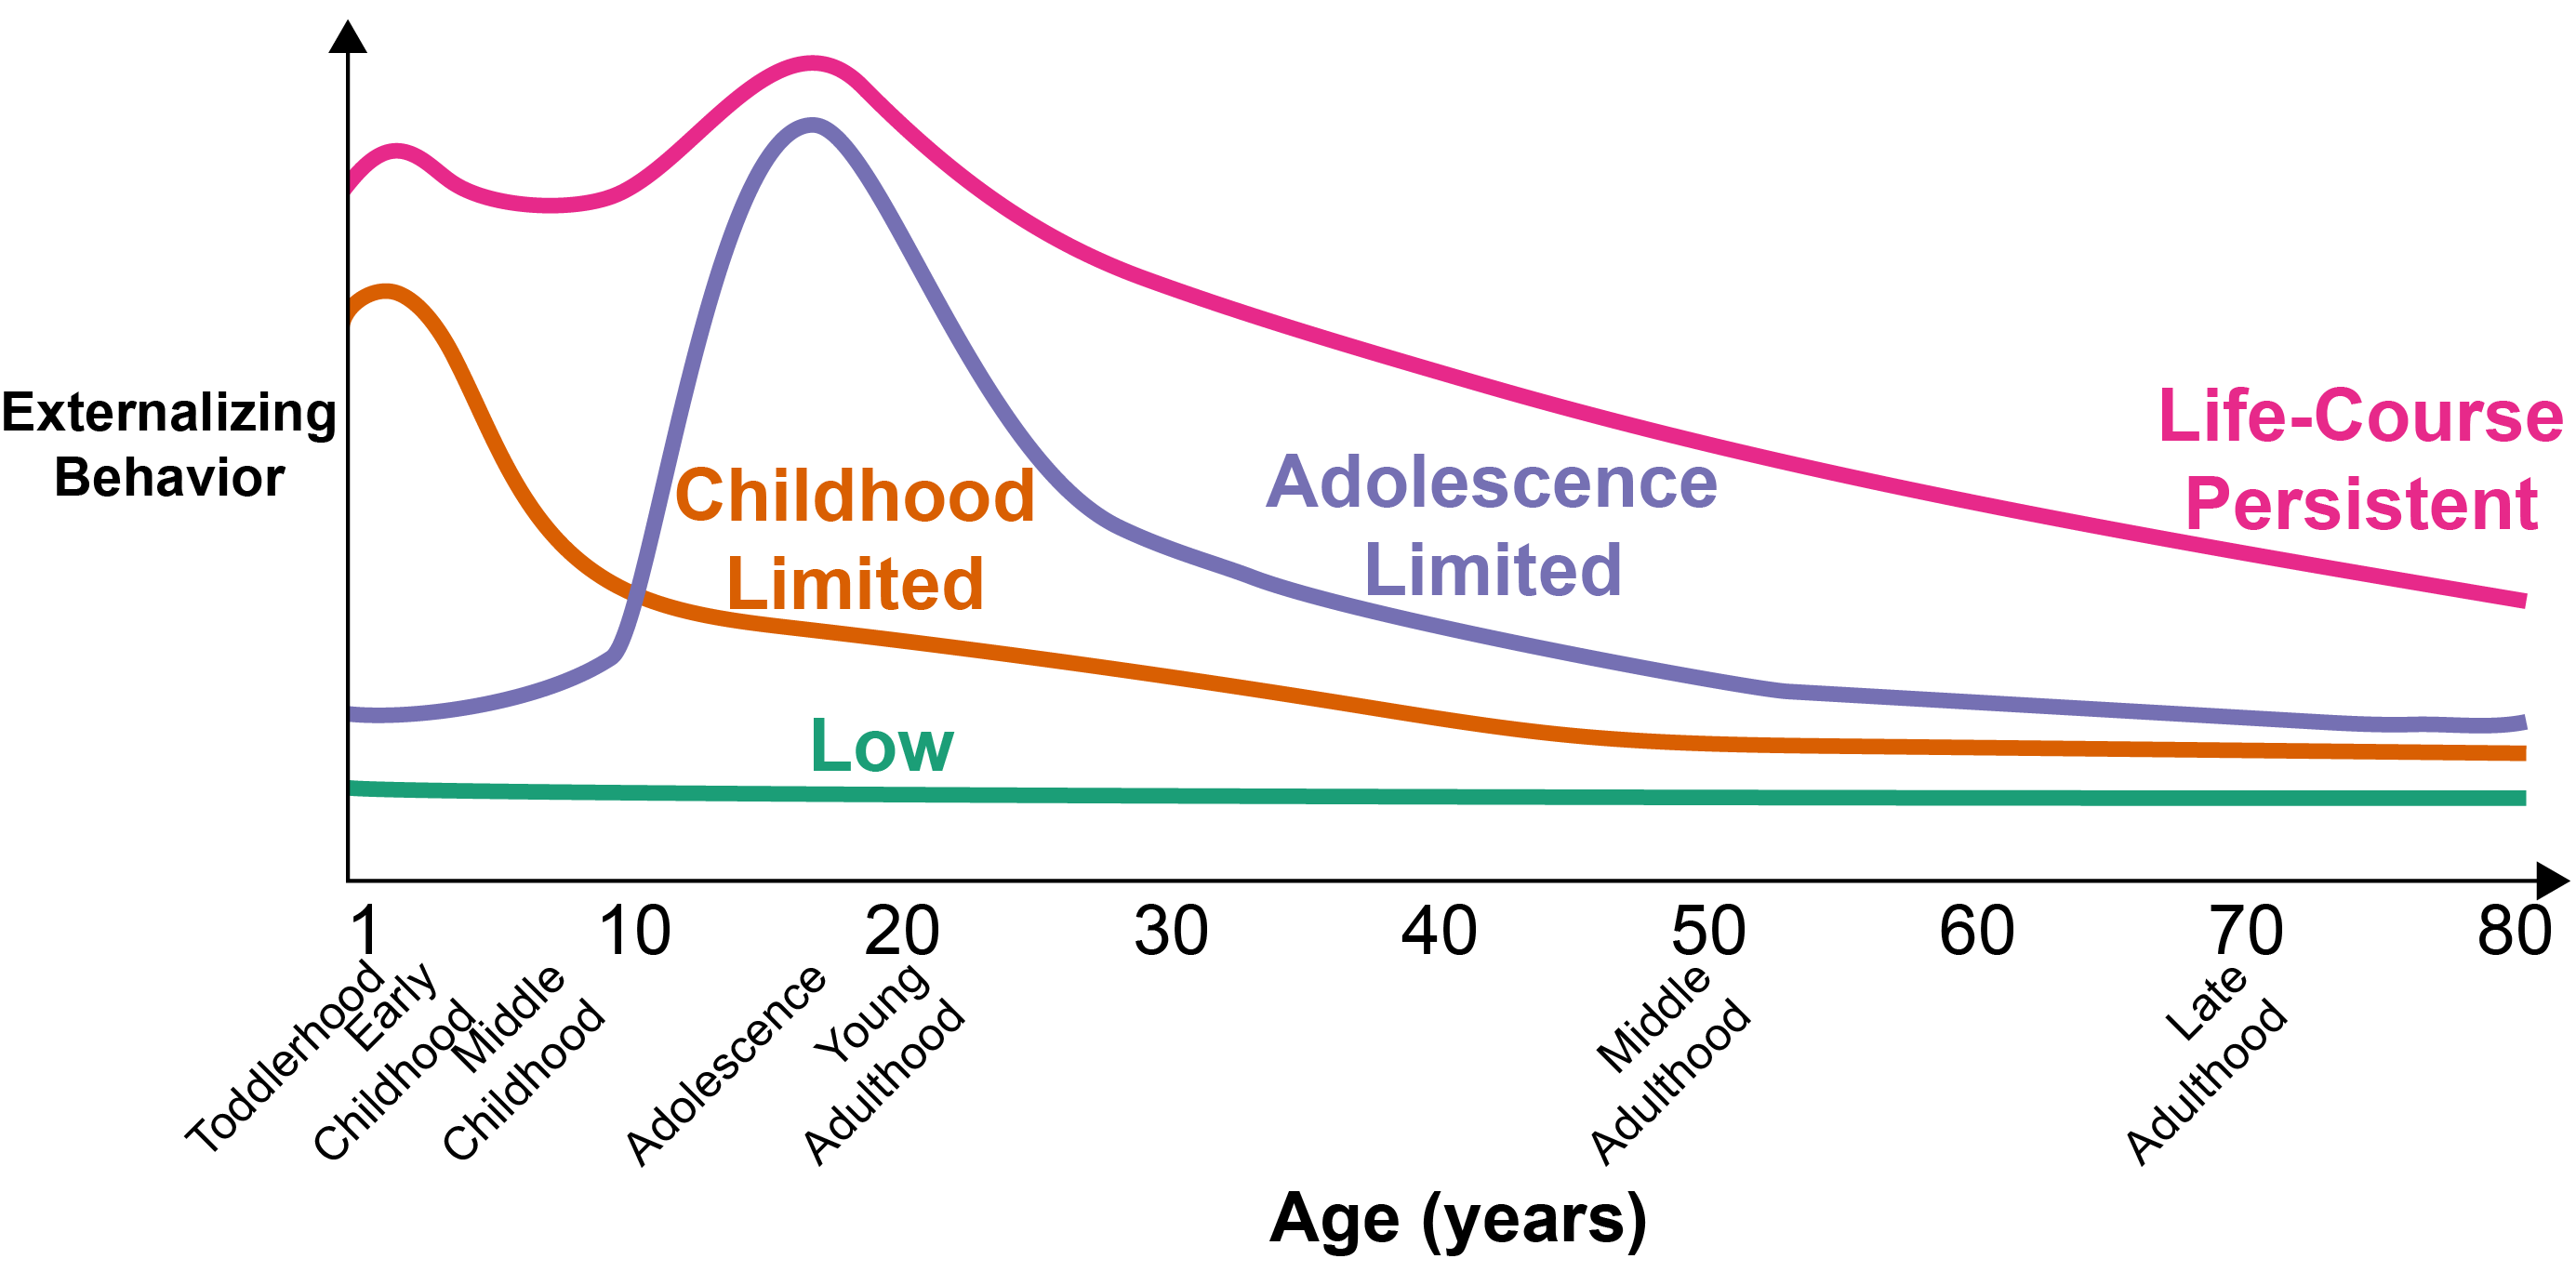 Externalizing
Behavior
Childhood
Limited
Adolescence
Limited
Life-Course
Persistent
Low
1 10 20 30 40 50 60 70 80
Toddlerhood
Early
Childhood
Middle
Childhood
Adolescence
Young
Adulthood
Middle
Adulthood
Late
Adulthood
Age (years)